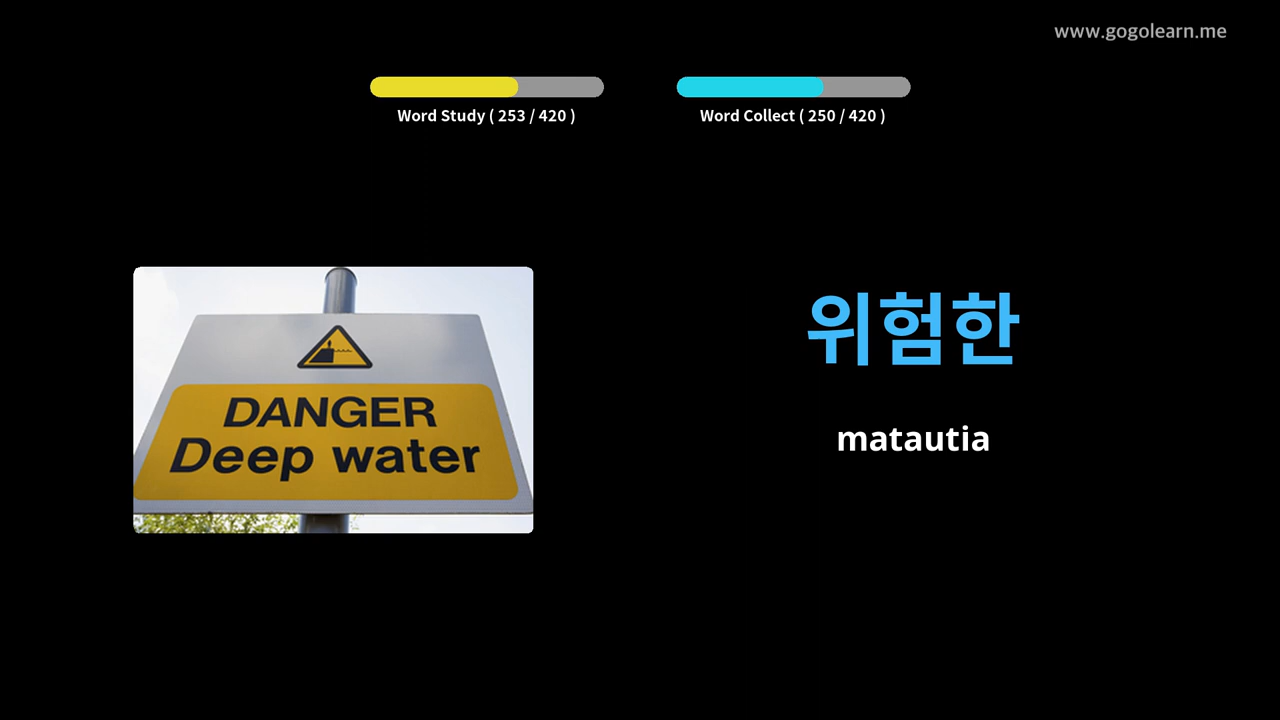 www.gogolearn.me
Word Study ( 253 / 420 )
Word Collect ( 250 / 420 )
DANGER
Deep water
위험한
matautia